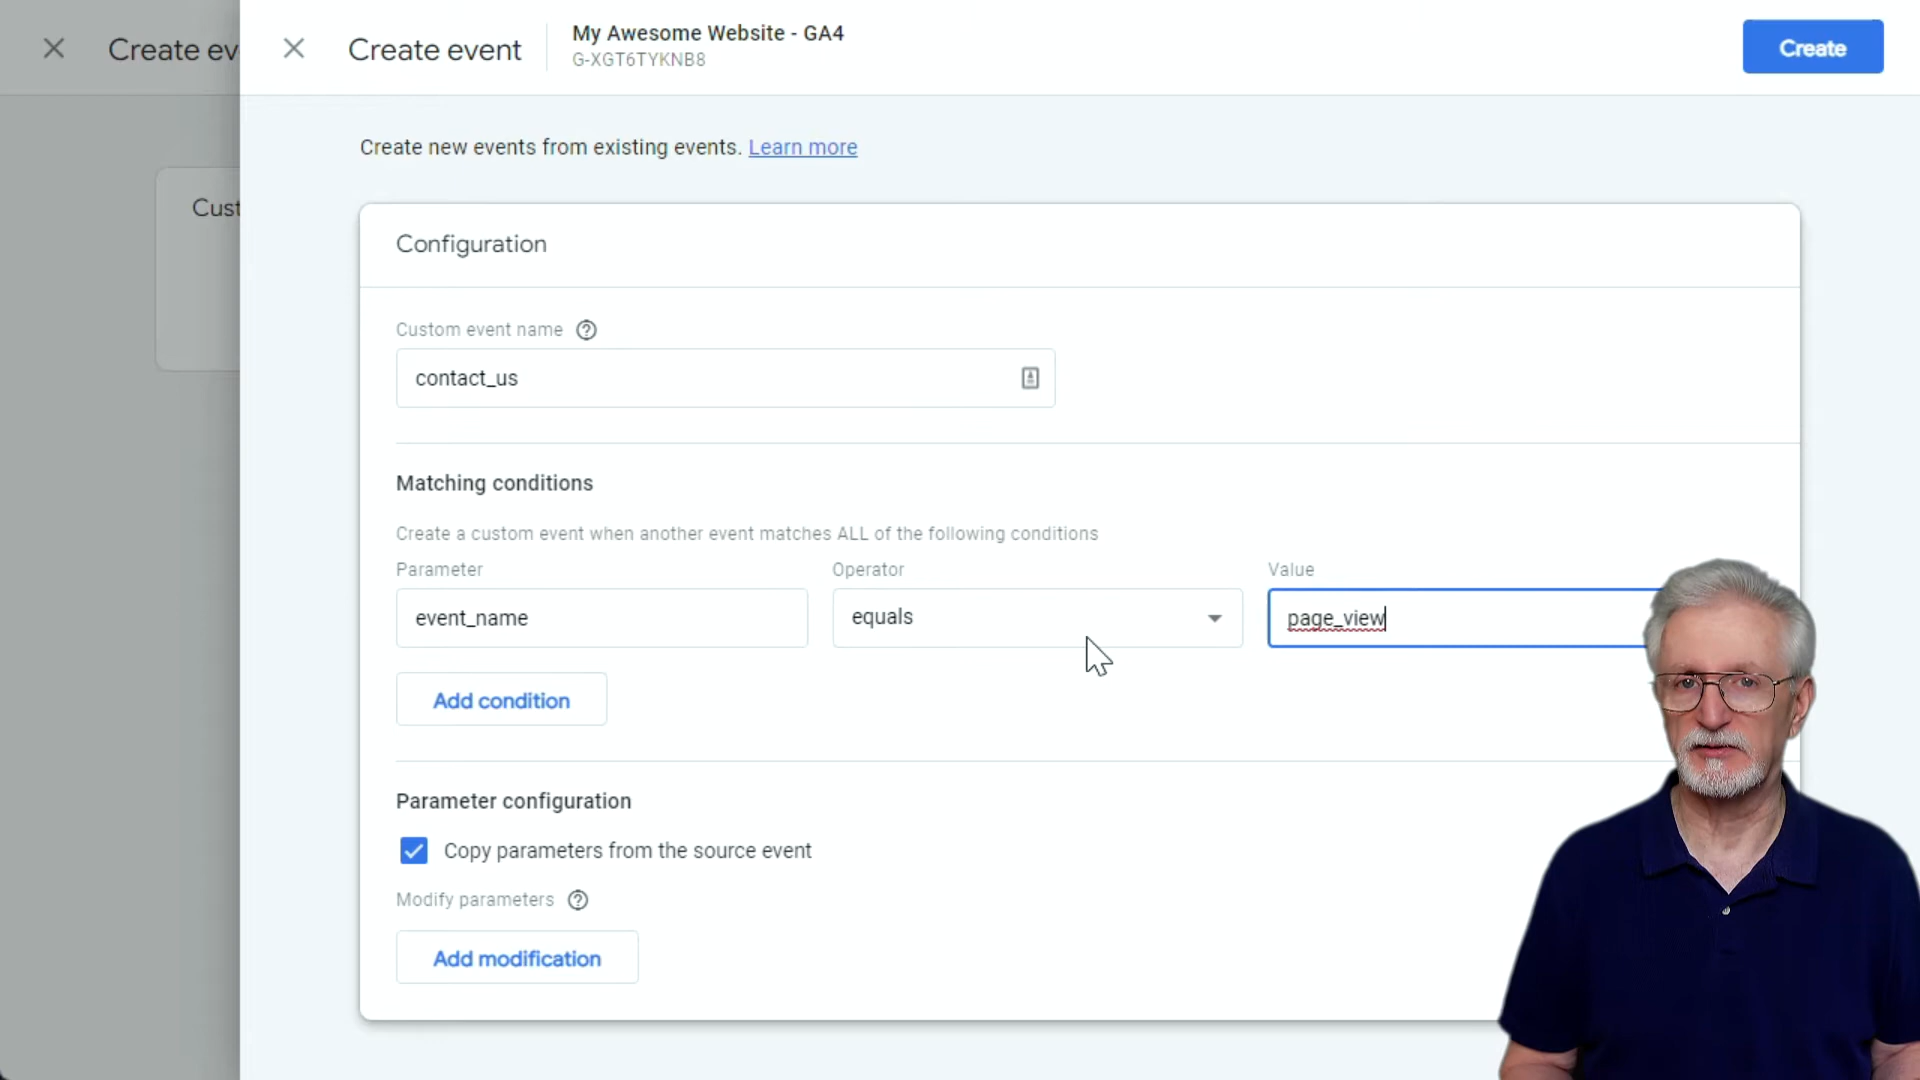 Create ev
Create event
My Awesome Website - GA4
G-XGT6TYKNB8
Create
Create new events from existing events. Learn more
Cust
Configuration
Custom event name
contact_us
Matching conditions
Create a custom event when another event matches ALL of the following conditions
Parameter Operator Value
event_name equals page_view
Add condition
Parameter configuration
Copy parameters from the source event
Modify parameters
Add modification